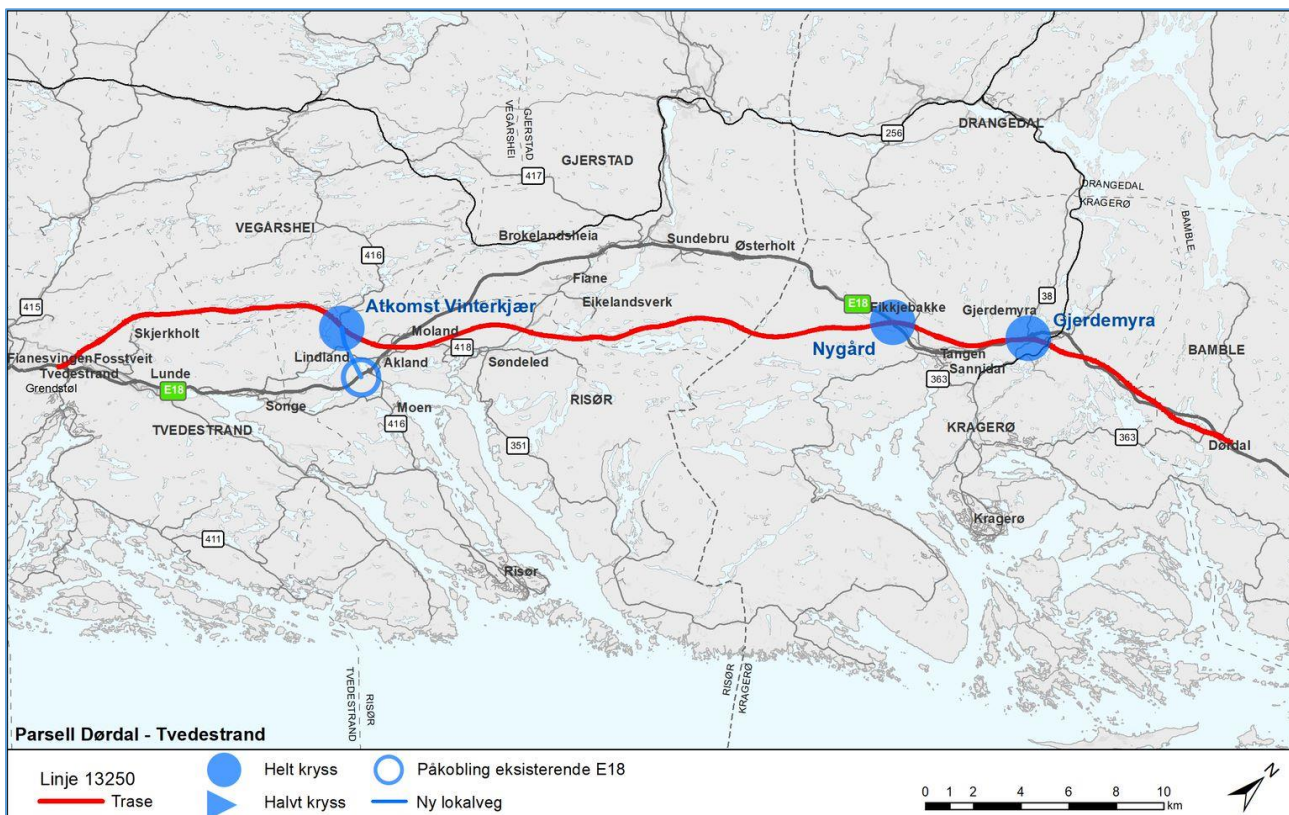 256
DRANGEDAL
VEGÅRSHEI
GJERSTAD
GJERSTAD
417
DRANGEDAL
KRAGERØ
BAMBLE
VEGÅRSHEI
416
Brokelandsheia
Sundebru
Østerholt
Fiane
Eikelandsverk
415
Atkomst Vinterkjær
E18
Fikkjebakke
38
Gjerdemyra
Gjerdemyra
Skjerkholt
Moland
Nygård
BAMBLE
Fianesvingen
Fosstveit
Lindland
Akland
418
Søndeled
Tangen
Sannidal
Tvedestrand
Lunde
Grendstøl
E18
363
Songe
Moen
RISØR
TVEDESTRAND
416
351
KRAGERØ
363
Dørdal
411
Kragerø
Risør
TVEDESTRAND
RISØR
RISØR
KRAGERØ
Parsell Dørdal - Tvedestrand
Linje 13250
Trase
Helt kryss
Halvt kryss
Påkobling eksisterende E18
Ny lokalveg
0 1 2 4 6 8 10
km
N